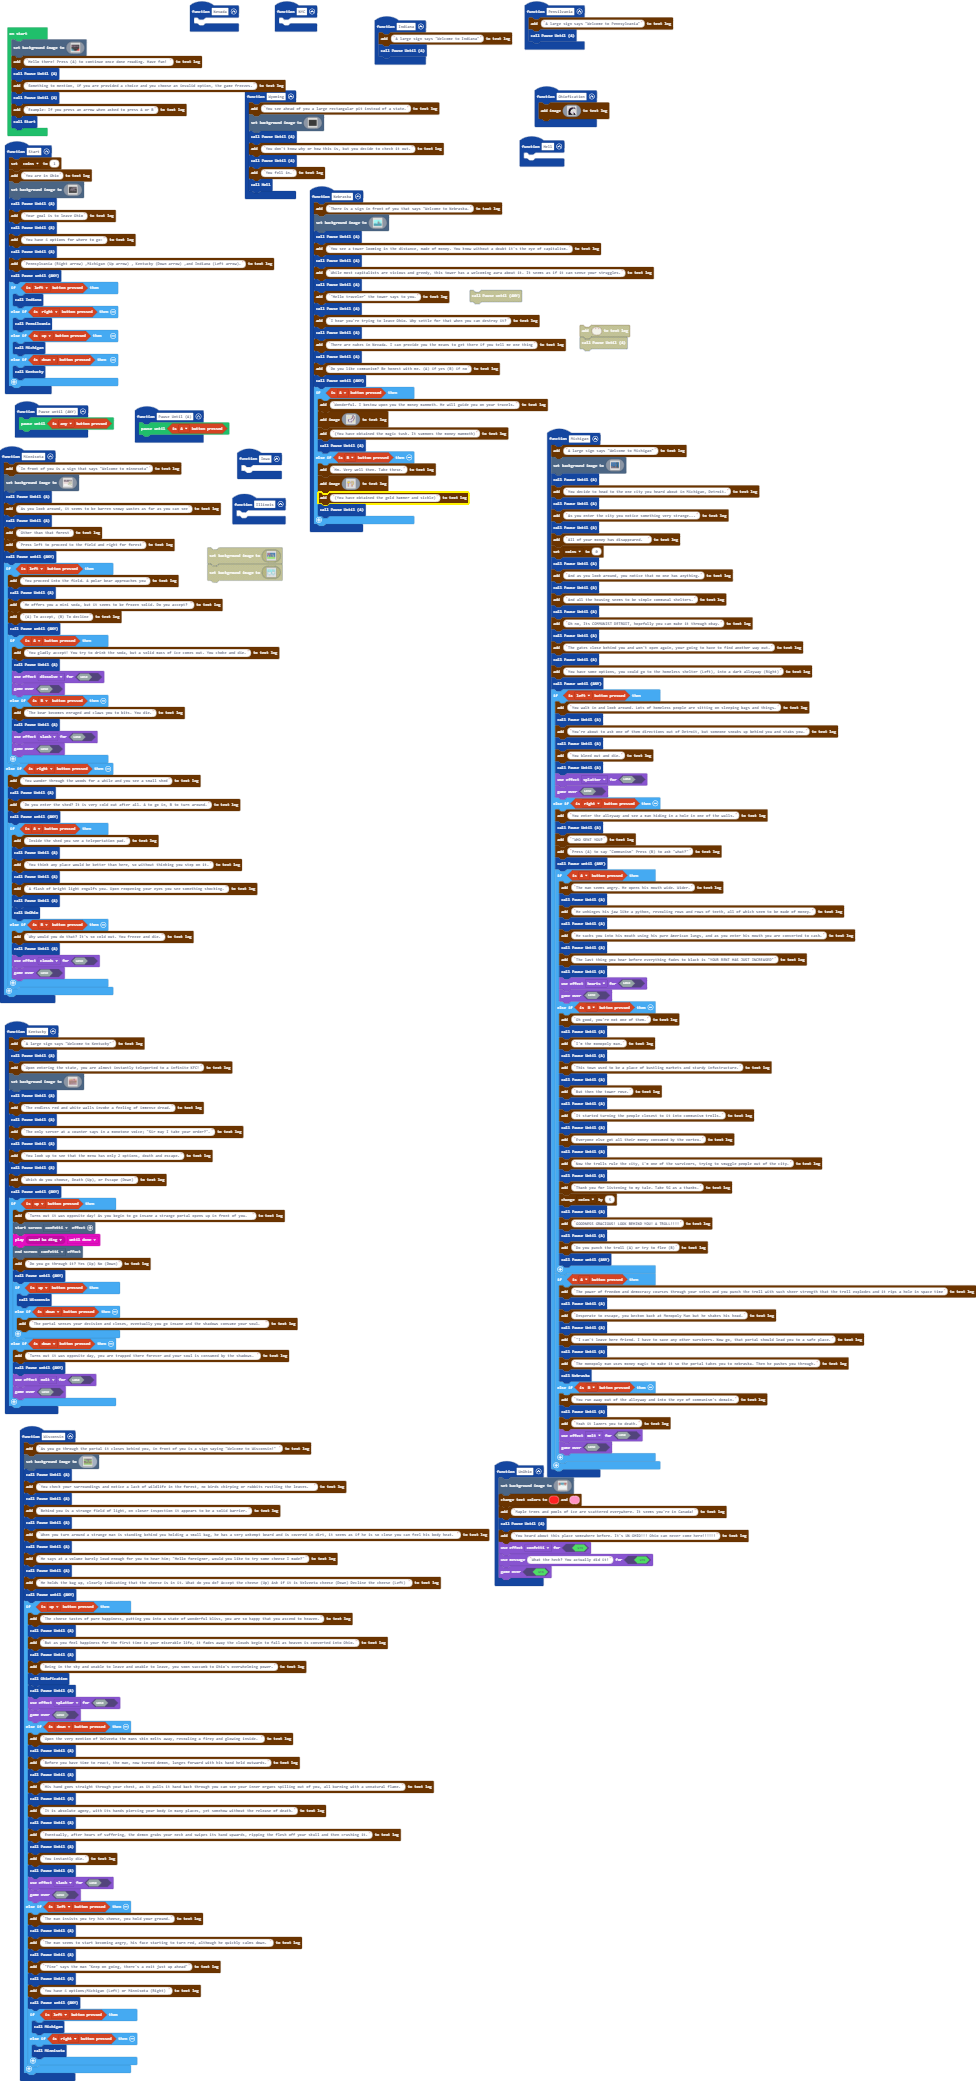 on start
set background image to
add "Hello there! Press (A) to continue once done reading. Have fun!" to text log
call Pause Until (A)
add "Something to mention, if you are provided a choice and you choose an invalid option, the game freezes." to text log
call Pause Until (A)
add "Example: If you press an arrow when asked to press A or B" to text log
call Start
function Nevada
function NYC
function Indiana
add "A large sign says "Welcome to Indiana"" to text log
call Pause Until (A)
function Pensilvania
add "A large sign says "Welcome to Pennsylvania"" to text log
call Pause Until (A)
function Wyoming
add "You see ahead of you a large rectangular pit instead of a state." to text log
set background image to
call Pause Until (A)
add "You don't know why or how this is, but you decide to check it out." to text log
call Pause Until (A)
add "You fall in." to text log
call Hell
function Ohiofication
add image to text log
function Hell
function Start
set coins to 1
add "You are in Ohio" to text log
set background image to
call Pause Until (A)
add "Your goal is to leave Ohio" to text log
call Pause Until (A)
add "You have 4 options for where to go:" to text log
call Pause Until (A)
add "Pennsylvania (Right arrow) ,Michigan (Up arrow) , Kentucky (Down arrow) ,and Indiana (Left arrow)." to text log
call Pause until (ANY)
if is left button pressed then
call Indiana
else if is right button pressed then
call Pensilvania
else if is up button pressed then
call Michigan
else if is down button pressed then
call Kentucky
function Pause until (ANY)
pause until is any button pressed
function Pause Until (A)
pause until is A button pressed
function Nebraska
add "There is a sign in front of you that says "Welcome to Nebraska." to text log
set background image to
call Pause Until (A)
add "You see a tower looming in the distance, made of money. You know without a doubt it's the eye of capitalism." to text log
call Pause Until (A)
add "While most capitalists are vicious and greedy, this tower has a welcoming aura about it. It seems as if it can sense your struggles." to text log
call Pause Until (A)
add "Hello traveler" the tower says to you. to text log
call Pause Until (A)
add "I hear you're trying to leave Ohio. Why settle for that when you can destroy it?" to text log
call Pause Until (A)
add "There are nukes in Nevada. I can provide you the means to get there if you tell me one thing" to text log
call Pause Until (A)
add "Do you like communism? Be honest with me. (A) if yes (B) if no" to text log
call Pause until (ANY)
if is A button pressed then
add image to text log
call Pause Until (A)
else if is B button pressed then
add "Ok. Very well then. Take these." to text log
add image to text log
add "(You have obtained the gold hammer and sickle)" to text log
call Pause Until (A)
call Pause until (ANY)
add to text log
call Pause Until (A)
function Minnesota
add "In front of you is a sign that says "Welcome to Minnesota"" to text log
set background image to
call Pause Until (A)
add "As you look around, it seems to be barren snowy wastes as far as you can see" to text log
call Pause Until (A)
add "Other than that forest" to text log
add "Press left to proceed to the field and right for forest" to text log
call Pause until (ANY)
if is left button pressed then
add "You proceed into the field. A polar bear approaches you" to text log
call Pause Until (A)
add "He offers you a mint soda, but it seems to be frozen solid. Do you accept?" to text log
add "(A) To accept, (B) To decline" to text log
call Pause until (ANY)
if is A button pressed then
add "You gladly accept! You try to drink the soda, but a solid mass of ice comes out. You choke and die." to text log
call Pause Until (A)
use effect dissolve for
game over
else if is B button pressed then
add "The bear becomes enraged and claws you to bits. You die." to text log
call Pause Until (A)
use effect slash for
game over
else if is right button pressed then
add "You wander through the woods for a while and you see a small shed" to text log
call Pause Until (A)
add "Do you enter the shed? It is very cold out after all. A to go in, B to turn around." to text log
call Pause until (ANY)
if is A button pressed then
add "Inside the shed you see a teleportation pad." to text log
call Pause Until (A)
add "You think any place would be better than here, so without thinking you step on it." to text log
call Pause Until (A)
add "A flash of bright light engulfs you. Upon reopening your eyes you see something shocking." to text log
call Pause Until (A)
call UnOhio
else if is B button pressed then
add "Why would you do that? It's so cold out. You freeze and die." to text log
call Pause Until (A)
use effect clouds for
game over
function Iowa
function Illinois
set background image to
set background image to
function Michigan
add "A large sign says "Welcome to Michigan"" to text log
set background image to
call Pause Until (A)
add "You decide to head to the one city you heard about in Michigan, Detroit." to text log
call Pause Until (A)
add "As you enter the city you notice something very strange..." to text log
call Pause Until (A)
add "All of your money has disappeared." to text log
set coins to 0
call Pause Until (A)
add "And as you look around, you notice that no one has anything." to text log
call Pause Until (A)
add "And all the housing seems to be simple communal shelters." to text log
call Pause Until (A)
add "Oh no, Its COMMUNIST DETROIT, hopefully you can make it through okay." to text log
call Pause Until (A)
add "The gates close behind you and won't open again, your going to have to find another way out." to text log
call Pause Until (A)
add "You have some options, you could go to the homeless shelter (Left), into a dark alleyway (Right)" to text log
call Pause until (ANY)
if is left button pressed then
add "You walk in and look around. Lots of homeless people are sitting on sleeping bags and things." to text log
call Pause Until (A)
add "You're about to ask one of them directions out of Detroit, but someone sneaks up behind you and stabs you." to text log
call Pause Until (A)
add "You bleed out and die." to text log
call Pause Until (A)
use effect splatter for
game over
else if is right button pressed then
add "You enter the alleyway and see a man hiding in a hole in one of the walls." to text log
call Pause Until (A)
add "WHO SENT YOU?" to text log
add "Press (A) to say "Communism" Press (B) to ask "what?"" to text log
call Pause until (ANY)
if is A button pressed then
add "The man seems angry. He opens his mouth wide. Wider." to text log
call Pause Until (A)
add "He unhinges his jaw like a python, revealing rows and rows of teeth, all of which seem to be made of money." to text log
call Pause Until (A)
add "He sucks you into his mouth using his pure American lungs, and as you enter his mouth you are converted to cash." to text log
call Pause Until (A)
add "The last thing you hear before everything fades to black is "YOUR RENT HAS JUST INCREASED"" to text log
call Pause Until (A)
use effect hearts for
game over
else if is B button pressed then
add "Oh good, you're not one of them." to text log
call Pause Until (A)
add "I'm the monopoly man." to text log
call Pause Until (A)
add "This town used to be a place of bustling markets and sturdy infrastructure." to text log
call Pause Until (A)
add "But then the tower rose." to text log
call Pause Until (A)
add "It started turning the people closest to it into communism trolls." to text log
call Pause Until (A)
add "Everyone else got all their money consumed by the vortex." to text log
call Pause Until (A)
add "Now the trolls rule the city, I'm one of the survivors, trying to smuggle people out of the city." to text log
call Pause Until (A)
add "Thank you for listening to my tale. Take $5 as a thanks." to text log
change coins by 5
call Pause Until (A)
add "GOODNESS GRACIOUS! LOOK BEHIND YOU! A TROLL!!!!" to text log
call Pause Until (A)
add "Do you punch the troll (A) or try to flee (B)" to text log
call Pause until (ANY)
if is A button pressed then
add "The power of freedom and democracy courses through your veins and you punch the troll with such sheer strength that the troll explodes and it rips a hole in space time" to text log
call Pause Until (A)
add "Desperate to escape, you beckon back at Monopoly Man but he shakes his head." to text log
call Pause Until (A)
add "I can't leave here friend. I have to save any other survivors. Now go, that portal should lead you to a safe place." to text log
call Pause Until (A)
add "The monopoly man uses money magic to make it so the portal takes you to Nebraska. Then he pushes you through." to text log
call Nebraska
else if is B button pressed then
add "You run away out of the alleyway and into the eye of communism's domain." to text log
call Pause Until (A)
add "Yeah it lasers you to death." to text log
call Pause Until (A)
use effect melt for
game over
function Kentucky
add "A large sign says "Welcome to Kentucky"" to text log
call Pause Until (A)
add "Upon entering the state, you are almost instantly teleported to a infinite KFC!" to text log
set background image to
call Pause Until (A)
add "The endless red and white walls invoke a feeling of immense dread." to text log
call Pause Until (A)
add "The only server at a counter says in a monotone voice; "Sir may I take your order?"." to text log
call Pause Until (A)
add "You look up to see that the menu has only 2 options, Death and escape." to text log
call Pause Until (A)
add "Which do you choose, Death (Up), or Escape (Down)" to text log
call Pause until (ANY)
if is up button pressed then
add "Turns out it was opposite day! As you begin to go insane a strange portal opens up in front of you." to text log
start screen confetti effect
play sound ba ding until done
end screen confetti effect
add "Do you go through it? Yes (Up) No (Down)" to text log
call Pause until (ANY)
if is up button pressed then
call Wisconsin
else if is down button pressed then
add "The portal senses your decision and closes, eventually you go insane and the shadows consume your soul." to text log
else if is down button pressed then
add "Turns out it was opposite day, you are trapped there forever and your soul is consumed by the shadows." to text log
call Pause until (ANY)
use effect melt for
game over
function Wisconsin
add "As you go through the portal it closes behind you, in front of you is a sign saying "Welcome to Wisconsin!"" to text log
set background image to
call Pause Until (A)
add "You check your surroundings and notice a lack of wildlife in the forest, no birds chirping or rabbits rustling the leaves." to text log
call Pause Until (A)
add "Behind you is a strange field of light, on closer inspection it appears to be a solid barrier." to text log
call Pause Until (A)
add "When you turn around a strange man is standing behind you holding a small bag, he has a very unkempt beard and is covered in dirt, it seems as if he is so close you can feel his body heat." to text log
call Pause Until (A)
add "He says at a volume barely loud enough for you to hear him; "Hello foreigner, would you like to try some cheese I made?"" to text log
call Pause Until (A)
add "He holds the bag up, clearly indicating that the cheese is in it. What do you do? Accept the cheese (Up) Ask if it is Velveeta cheese (Down) Decline the cheese (Left)" to text log
call Pause until (ANY)
if is up button pressed then
add "The cheese tastes of pure happiness, putting you into a state of wonderful bliss, you are so happy that you ascend to heaven." to text log
call Pause Until (A)
add "But as you feel happiness for the first time in your miserable life, it fades away the clouds begin to fall as heaven is converted into Ohio." to text log
call Pause Until (A)
add "Being in the sky and unable to leave and unable to leave, you soon succumb to Ohio's overwhelming power." to text log
call Ohiofication
call Pause Until (A)
use effect splatter for
game over
else if is down button pressed then
add "Upon the very mention of Velveeta the mans skin melts away, revealing a fiery and glowing inside." to text log
call Pause Until (A)
add "Before you have time to react, the man, now turned demon, lunges forward with his hand held outwards." to text log
call Pause Until (A)
add "His hand goes straight through your chest, as it pulls it hand back through you can see your inner organs spilling out of you, all burning with a unnatural flame." to text log
call Pause Until (A)
add "It is absolute agony, with his hands piercing your body in many places, yet somehow without the release of death." to text log
call Pause Until (A)
add "Eventually, after hours of suffering, the demon grabs your neck and swipes its hand upwards, ripping the flesh off your skull and then crushing it." to text log
call Pause Until (A)
add "You instantly die." to text log
call Pause Until (A)
use effect slash for
game over
else if is left button pressed then
add "The man insists you try his cheese, you hold your ground." to text log
call Pause Until (A)
add "The man seems to start becoming angry, his face starting to turn red, although he quickly calms down." to text log
call Pause Until (A)
add "Fine" says the man "Keep on going, there's a exit just up ahead" to text log
call Pause Until (A)
add "You have 2 options/Michigan (Left) or Minnesota (Right)" to text log
call Pause until (ANY)
if is left button pressed then
call Michigan
else if is right button pressed then
call Minnesota
function UnOhio
set background image to
change text colors to and
add "Maple trees and pools of ice are scattered everywhere. It seems you're in Canada!" to text log
call Pause Until (A)
add "You heard about this place somewhere before. It's UN-OHIO!!! Ohio can never come here!!!!!!" to text log
use effect confetti for
use message "What the heck? You actually did it!" for
game over